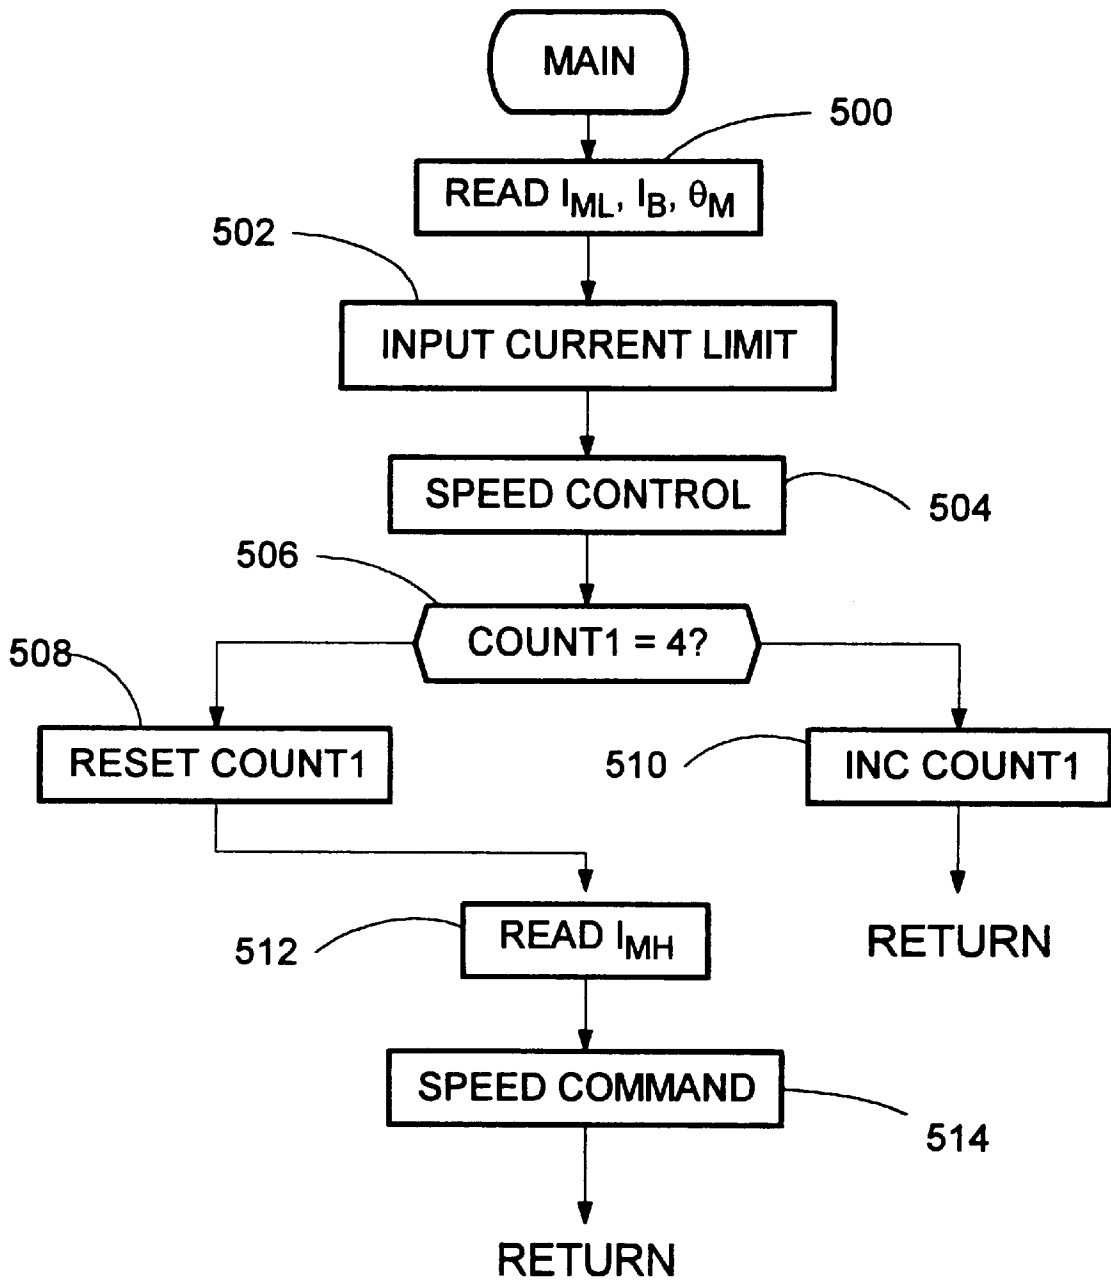 MAIN
500
READ I_ML, I_B, θ_M
502
INPUT CURRENT LIMIT
SPEED CONTROL
504
506
COUNT1 = 4?
508
RESET COUNT1
510
INC COUNT1
512
READ I_MH
RETURN
SPEED COMMAND
514
RETURN